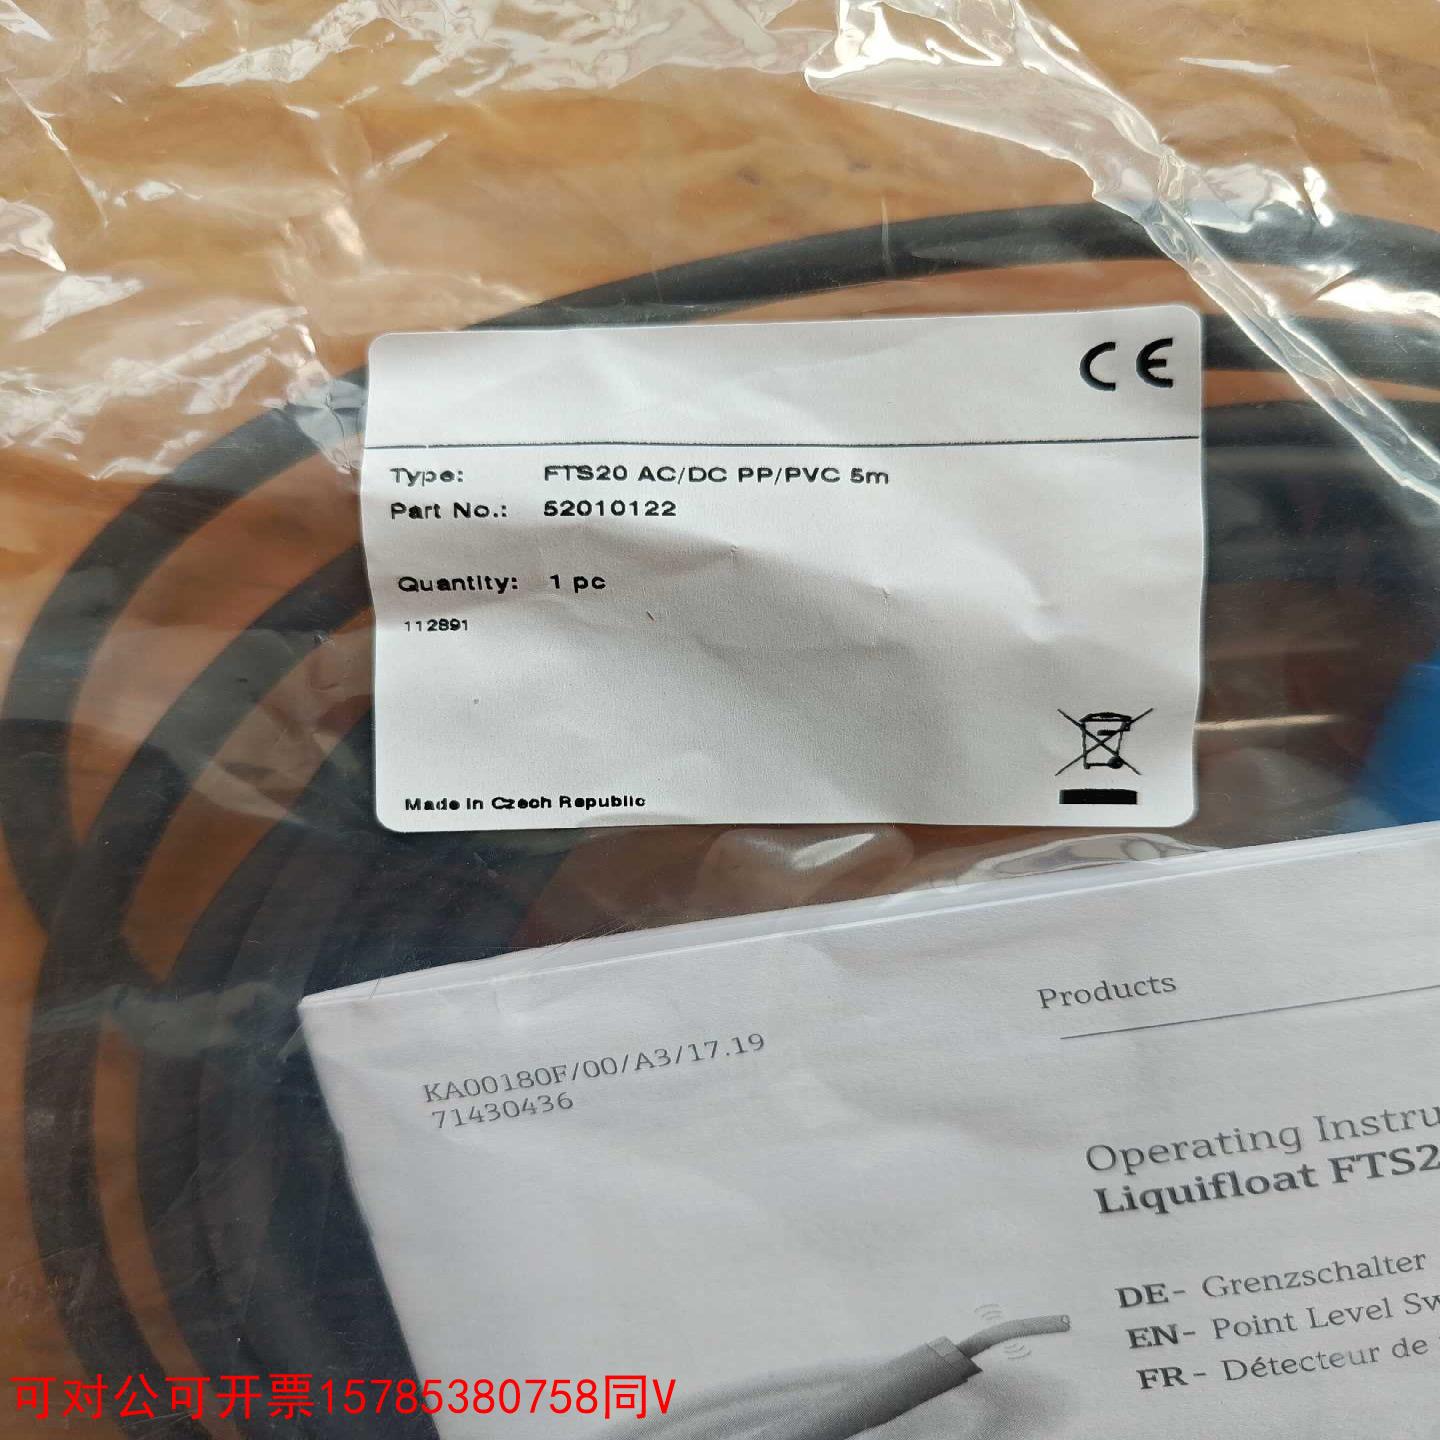 CE
Type: FTS20 AC/DC PP/PVC 5m
Part No.: 52010122
Quantity: 1 pc
112891
Made in Czech Republic
Products
KA00180F/00/A3/17.19
71430436
Operating Instru
Liquifloat FTS2
DE- Grenzschalter
EN- Point Level Sw
FR- Détecteur de
可对公可开票15785380758同V